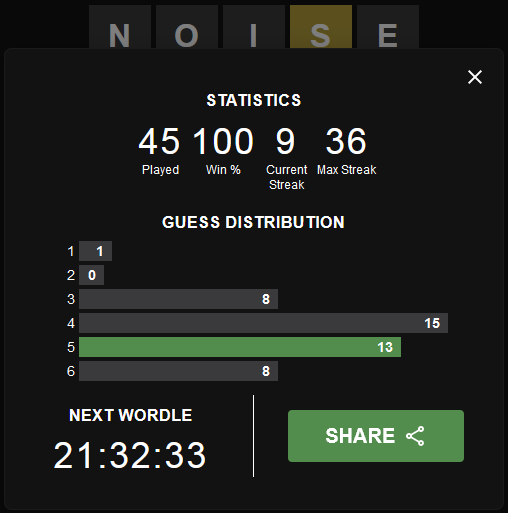 N O I S E
STATISTICS
45 100 9 36
Played Win % Current Streak Max Streak
GUESS DISTRIBUTION
1 1
2 0
3 8
4 15
5 13
6 8
NEXT WORDLE
21:32:33
SHARE